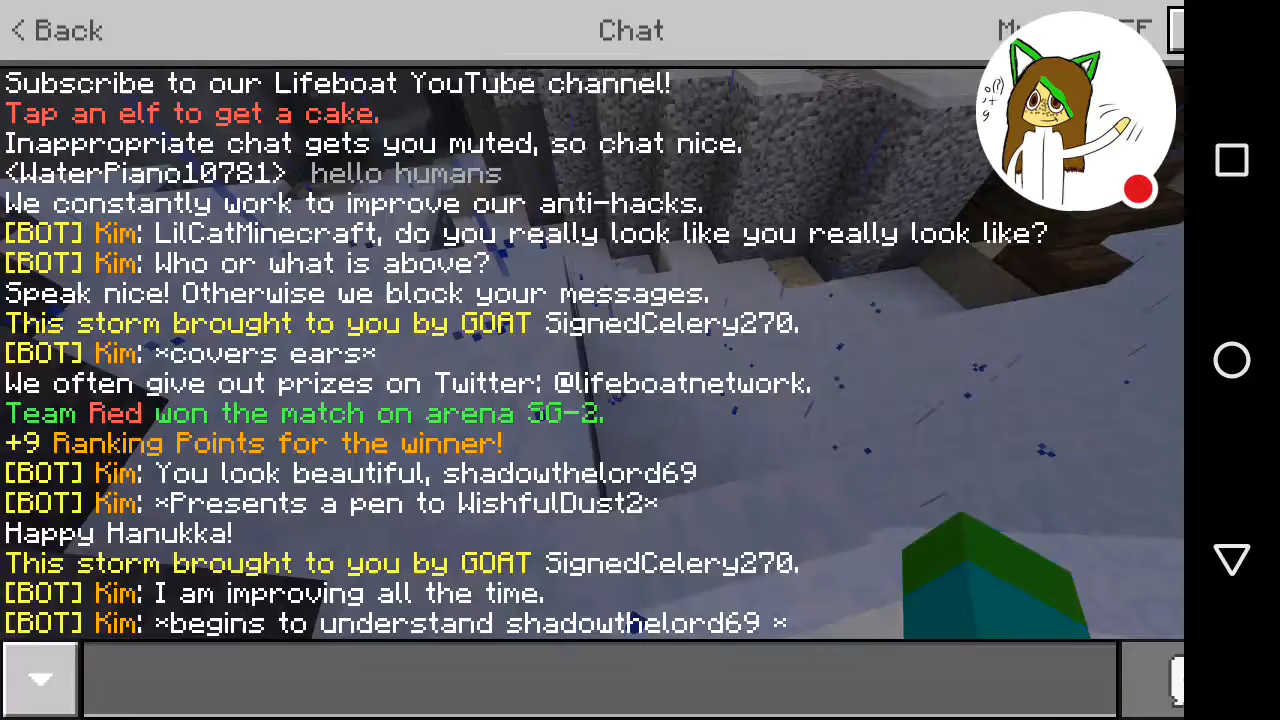 < Back
Chat
Subscribe to our Lifeboat YouTube channel!
Tap an elf to get a cake.
Inappropriate chat gets you muted, so chat nice.
<WaterPiano10781> hello humans
We constantly work to improve our anti-hacks.
[BOT] Kim: LilCatMinecraft, do you really look like you really look like?
[BOT] Kim: Who or what is above?
Speak nice! Otherwise we block your messages.
This storm brought to you by GOAT SignedCelery270.
[BOT] Kim: *covers ears*
We often give out prizes on Twitter: @lifeboatnetwork.
Team Red won the match on arena SG-2.
+9 Ranking Points for the winner!
[BOT] Kim: You look beautiful, shadowthelord69
[BOT] Kim: *Presents a pen to WishfulDust2*
Happy Hanukka!
This storm brought to you by GOAT SignedCelery270.
[BOT] Kim: I am improving all the time.
[BOT] Kim: *begins to understand shadowthelord69 *